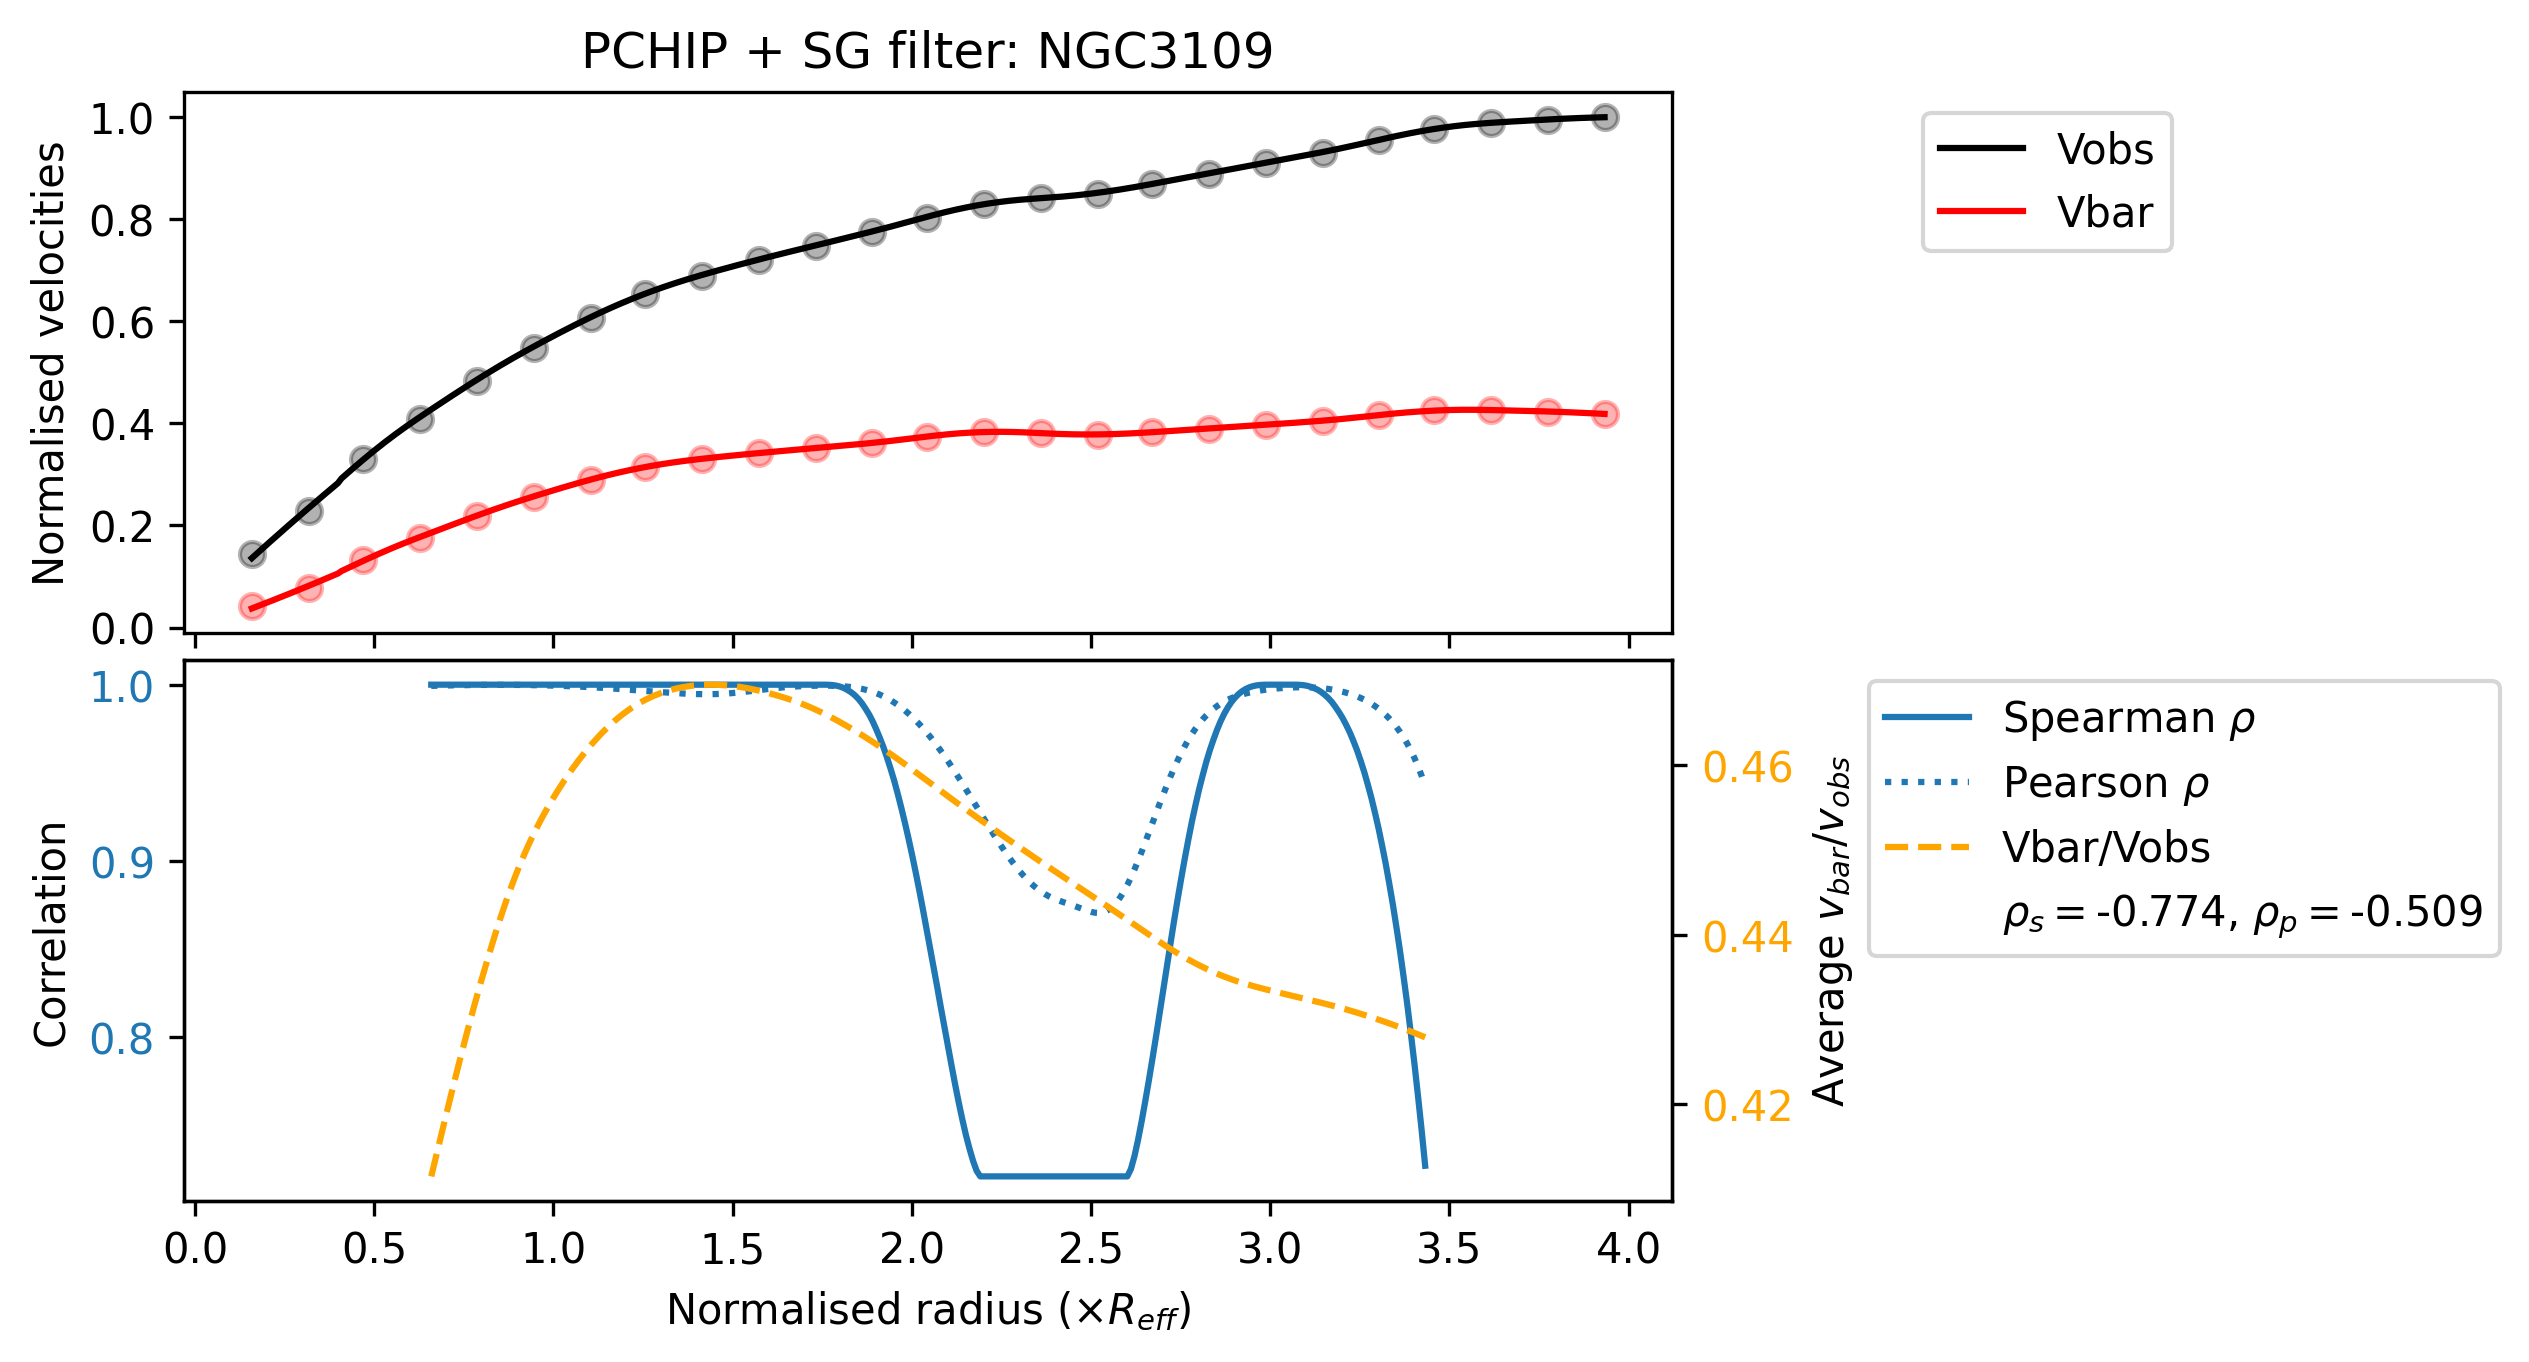 PCHIP + SG filter: NGC3109
Normalised velocities
1.0
0.8
0.6
0.4
0.2
0.0
Vobs
Vbar
Correlation
1.0
0.9
0.8
0.46
0.44
0.42
Average v_bar/v_obs
Spearman ρ
Pearson ρ
Vbar/Vobs
ρ_s = -0.774, ρ_p = -0.509
0.0 0.5 1.0 1.5 2.0 2.5 3.0 3.5 4.0
Normalised radius (×R_eff)